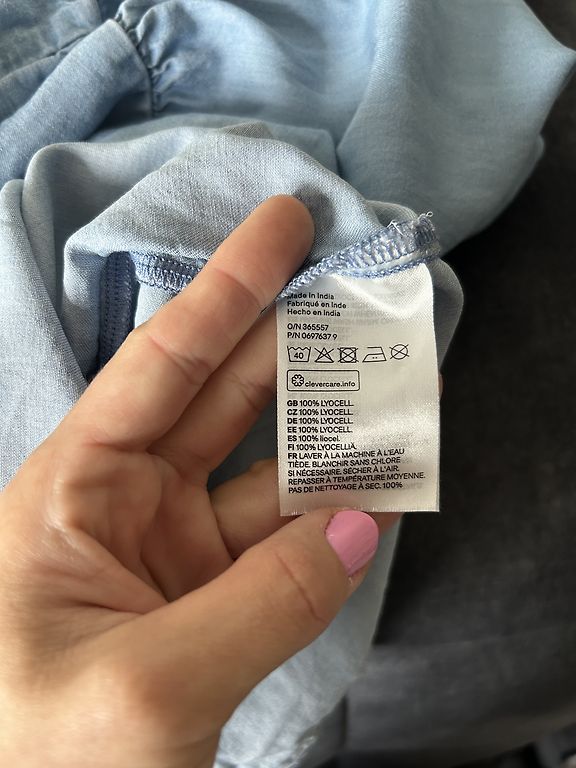 Made in India
Fabriqué en Inde
Hecho en India
O/N 365557
P/N 0697637 9
40
clevercare.info
GB 100% LYOCELL.
CZ 100% LYOCELL.
DE 100% LYOCELL.
EE 100% LYOCELL.
ES 100% liocel.
FI 100% LYOCELLIÄ.
FR LAVER À LA MACHINE À L'EAU
TIÈDE. BLANCHIR SANS CHLORE
SI NÉCESSAIRE. SÉCHER À L'AIR.
REPASSER À TEMPÉRATURE MOYENNE.
PAS DE NETTOYAGE À SEC. 100%